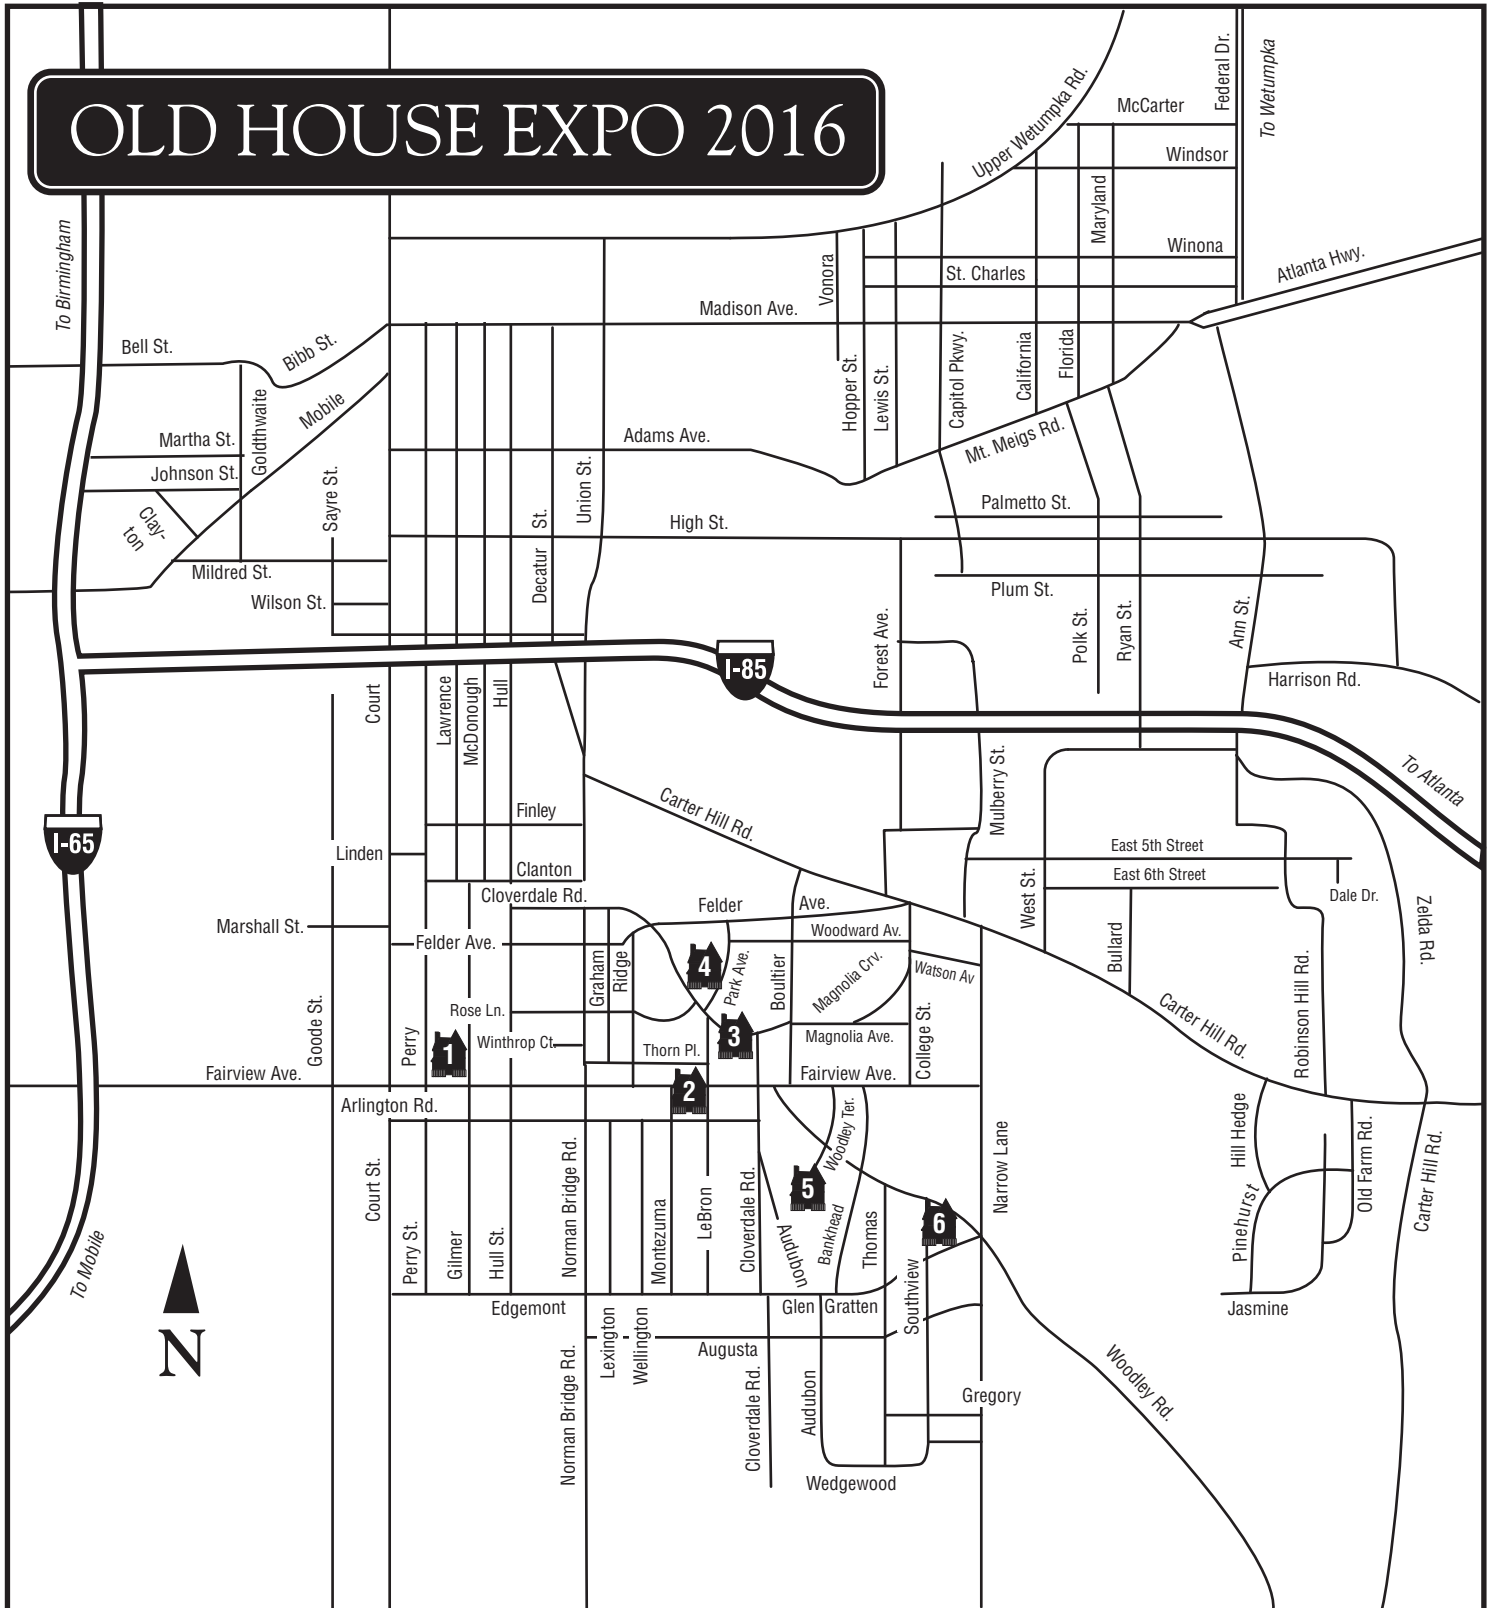 OLD HOUSE EXPO 2016
To Birmingham
Upper Wetumpka Rd.
McCarter
Federal Dr.
To Wetumpka
Windsor
Maryland
Winona
Vonora
St. Charles
Atlanta Hwy.
Madison Ave.
Bell St.
Bibb St.
Mobile
Goldthwaite
Martha St.
Johnson St.
Clay-
ton
Sayre St.
Mildred St.
Wilson St.
Adams Ave.
Hopper St.
Lewis St.
Capitol Pkwy.
California
Florida
Mt. Meigs Rd.
Union St.
Decatur St.
High St.
Palmetto St.
Plum St.
Forest Ave.
Polk St.
Ryan St.
Ann St.
Harrison Rd.
I-85
To Atlanta
Court
Lawrence
McDonough
Hull
Finley
Carter Hill Rd.
Mulberry St.
I-65
Linden
Clanton
Cloverdale Rd.
East 5th Street
East 6th Street
Dale Dr.
West St.
Bullard
Zelda Rd.
Marshall St.
Felder Ave.
Felder Ave.
Woodward Av.
Graham
Ridge
4
Park Ave.
Boultier
Magnolia Crv.
Watson Av
Goode St.
Perry
Rose Ln.
Winthrop Ct.
1
Thorn Pl.
3
Magnolia Ave.
College St.
Carter Hill Rd.
Robinson Hill Rd.
Fairview Ave.
Fairview Ave.
2
Arlington Rd.
Woodley Ter.
Narrow Lane
Hill Hedge
Old Farm Rd.
Carter Hill Rd.
Pinehurst
Jasmine
Court St.
Perry St.
Gilmer
Hull St.
Norman Bridge Rd.
Montezuma
LeBron
Cloverdale Rd.
5
Audubon
Bankhead
Thomas
6
Southview
To Mobile
N
Edgemont
Glen Gratten
Lexington
Wellington
Augusta
Norman Bridge Rd.
Cloverdale Rd.
Audubon
Gregory
Wedgewood
Woodley Rd.